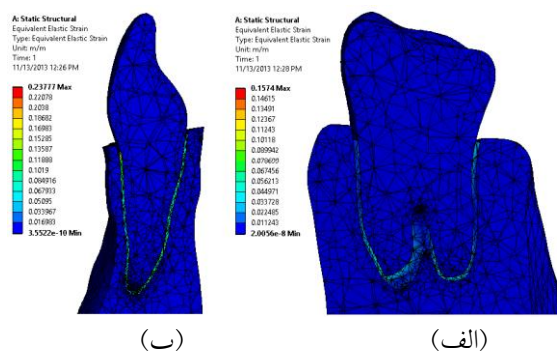 A: Static Structural
Equivalent Elastic Strain
Type: Equivalent Elastic Strain
Unit: m/m
Time: 1
11/13/2013 12:26 PM
0.23777 Max
0.22078
0.2038
0.18682
0.16983
0.15285
0.13587
0.11888
0.1019
0.084916
0.067933
0.05095
0.033967
0.016983
3.5522e-10 Min
(ب)
A: Static Structural
Equivalent Elastic Strain
Type: Equivalent Elastic Strain
Unit: m/m
Time: 1
11/13/2013 12:28 PM
0.1574 Max
0.14615
0.13491
0.12367
0.11243
0.10118
0.089942
0.078699
0.067456
0.056213
0.044971
0.033728
0.022485
0.011243
2.0056e-8 Min
(الف)